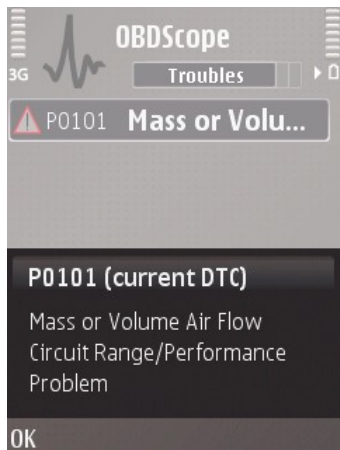 OBDScope
3G
Troubles
P0101 Mass or Volu...
P0101 (current DTC)
Mass or Volume Air Flow
Circuit Range/Performance
Problem
OK